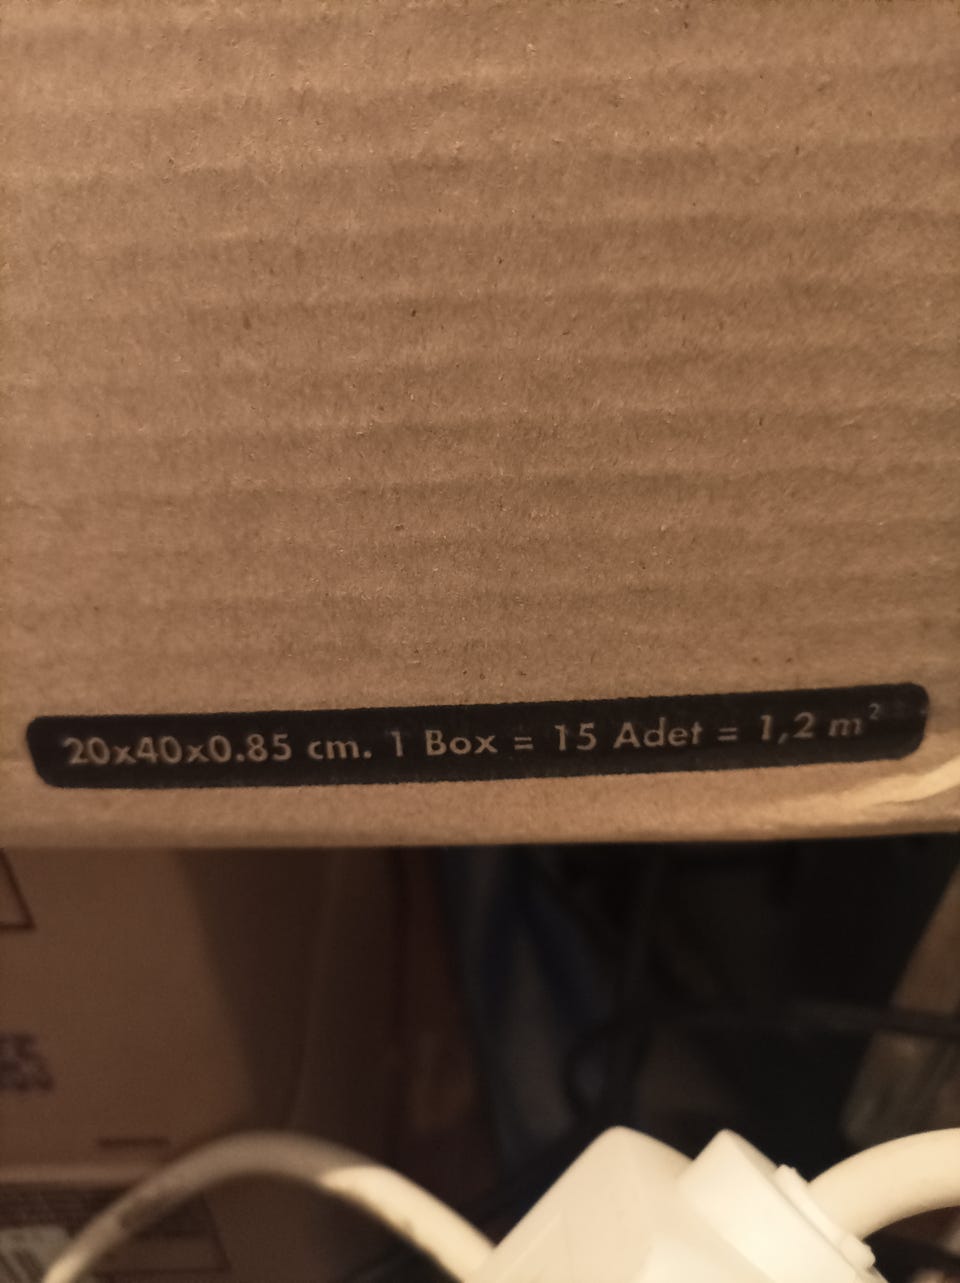 20x40x0.85 cm. 1 Box = 15 Adet = 1,2 m²